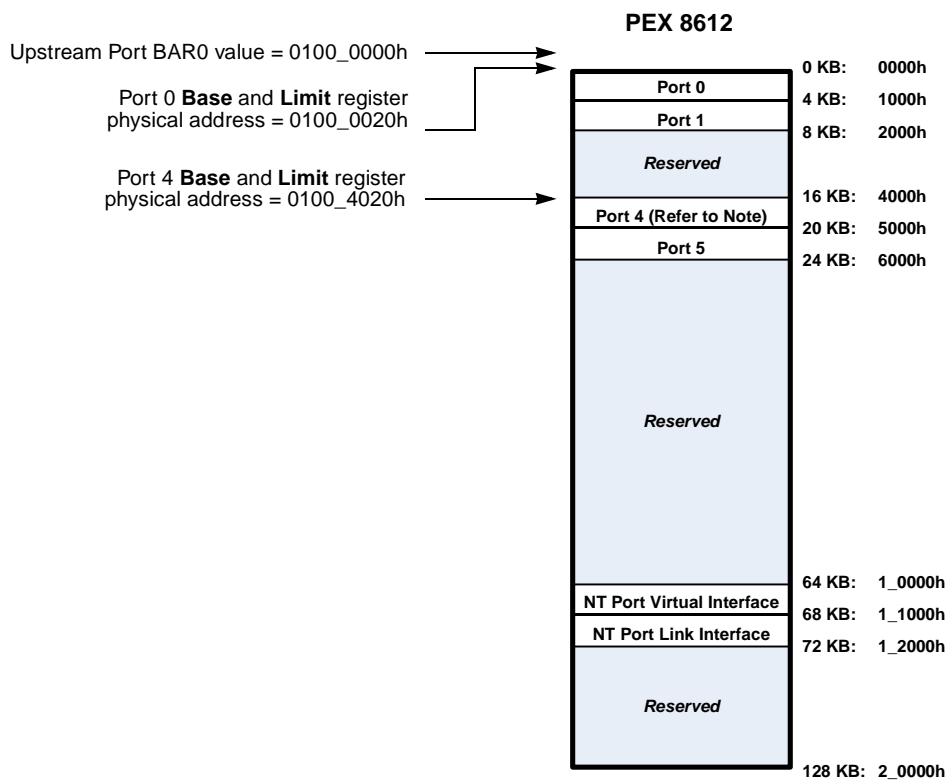 PEX 8612
Upstream Port BAR0 value = 0100_0000h
Port 0 Base and Limit register
physical address = 0100_0020h
Port 4 Base and Limit register
physical address = 0100_4020h
0 KB: 0000h
Port 0
4 KB: 1000h
Port 1
8 KB: 2000h
Reserved
16 KB: 4000h
Port 4 (Refer to Note)
20 KB: 5000h
Port 5
24 KB: 6000h
Reserved
64 KB: 1_0000h
NT Port Virtual Interface
68 KB: 1_1000h
NT Port Link Interface
72 KB: 1_2000h
Reserved
128 KB: 2_0000h